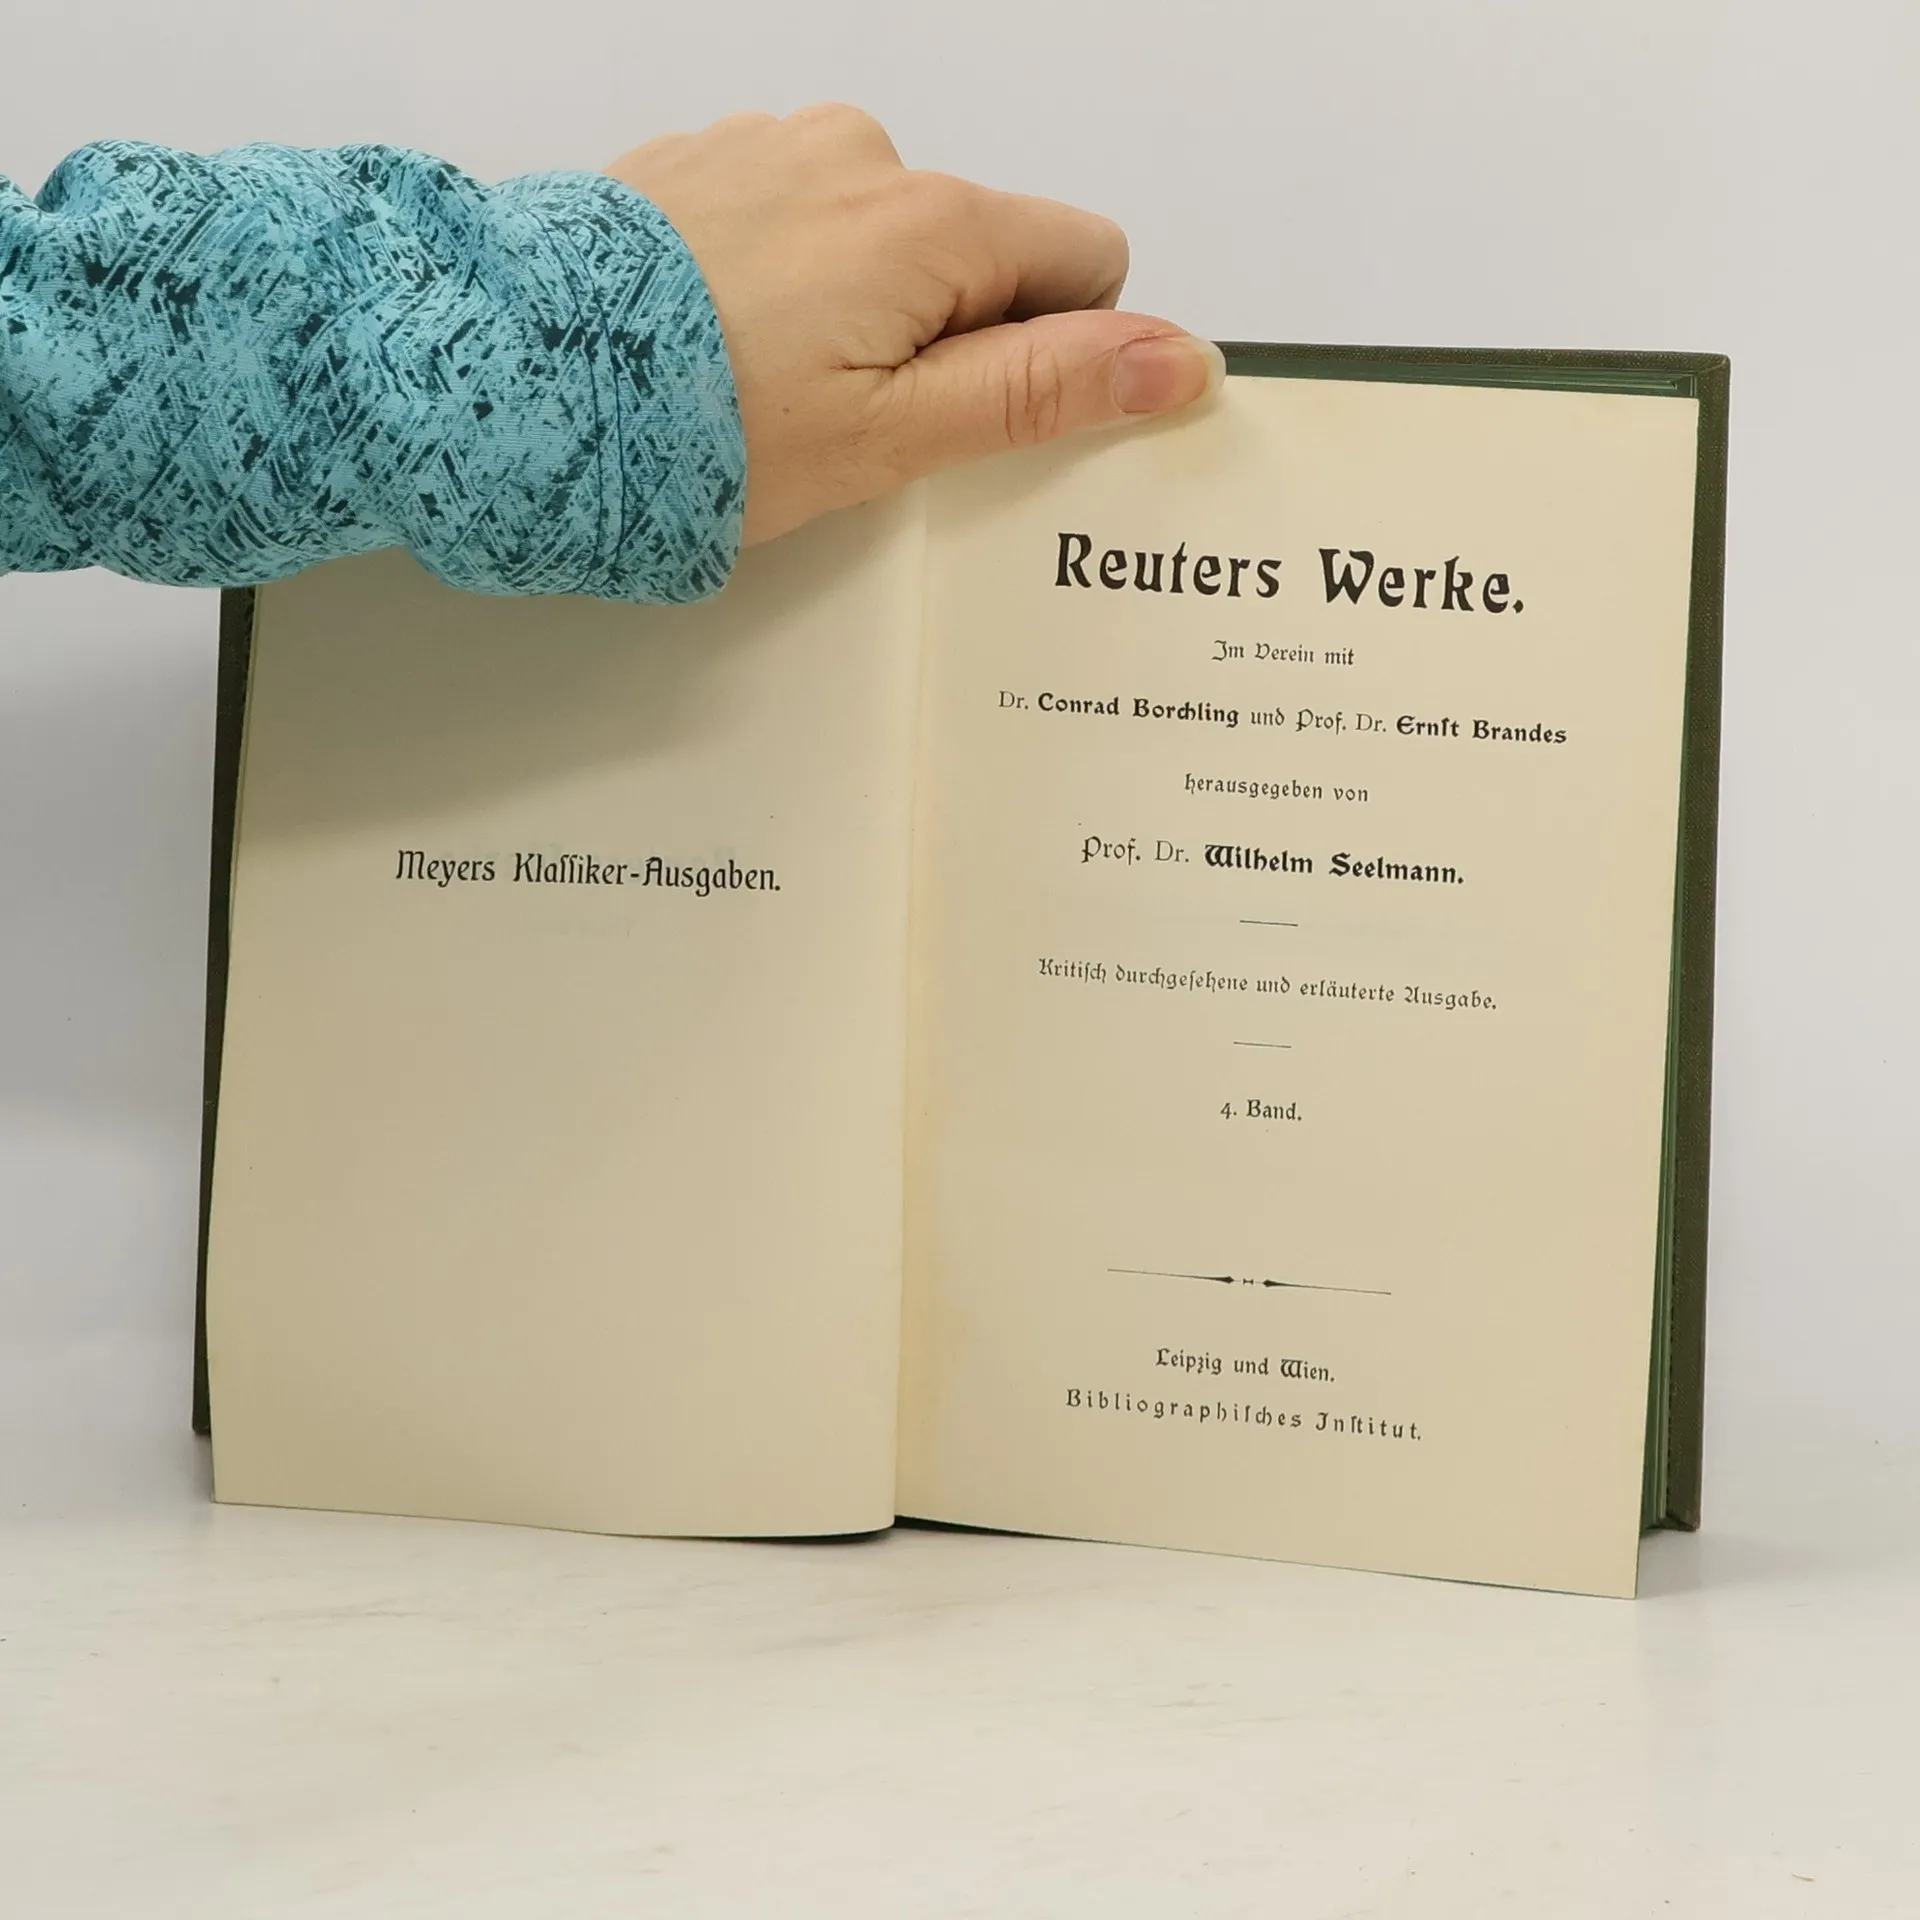 Meyers Klaſſiker-Ausgaben.
Reuters Werke.
Im Verein mit
Dr. Conrad Borchling und Prof. Dr. Ernſt Brandes
herausgegeben von
Prof. Dr. Wilhelm Seelmann.
Kritiſch durchgeſehene und erläuterte Ausgabe.
4. Band.
Leipzig und Wien.
Bibliographiſches Inſtitut.